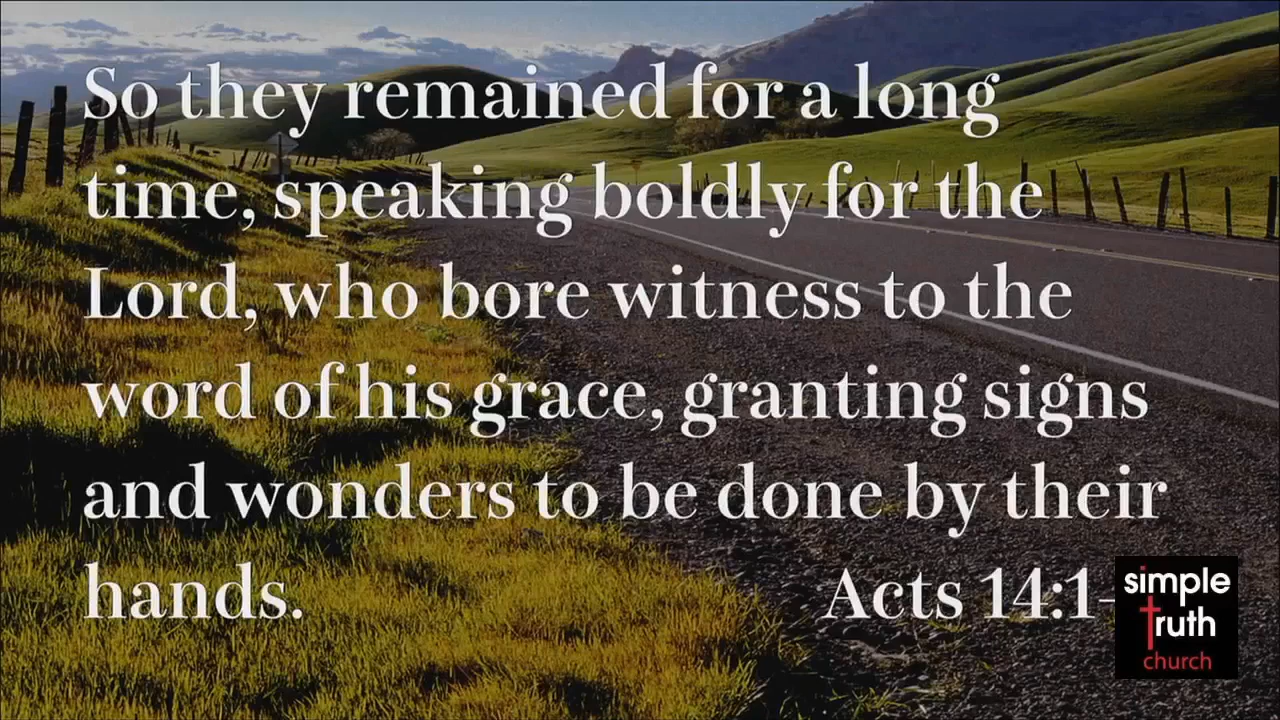 So they remained for a long
time, speaking boldly for the
Lord, who bore witness to the
word of his grace, granting signs
and wonders to be done by their
hands. Acts 14:1-
simple
truth
church